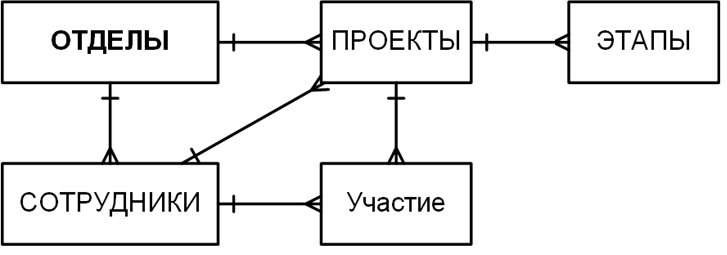 ОТДЕЛЫ
ПРОЕКТЫ
ЭТАПЫ
СОТРУДНИКИ
Участие